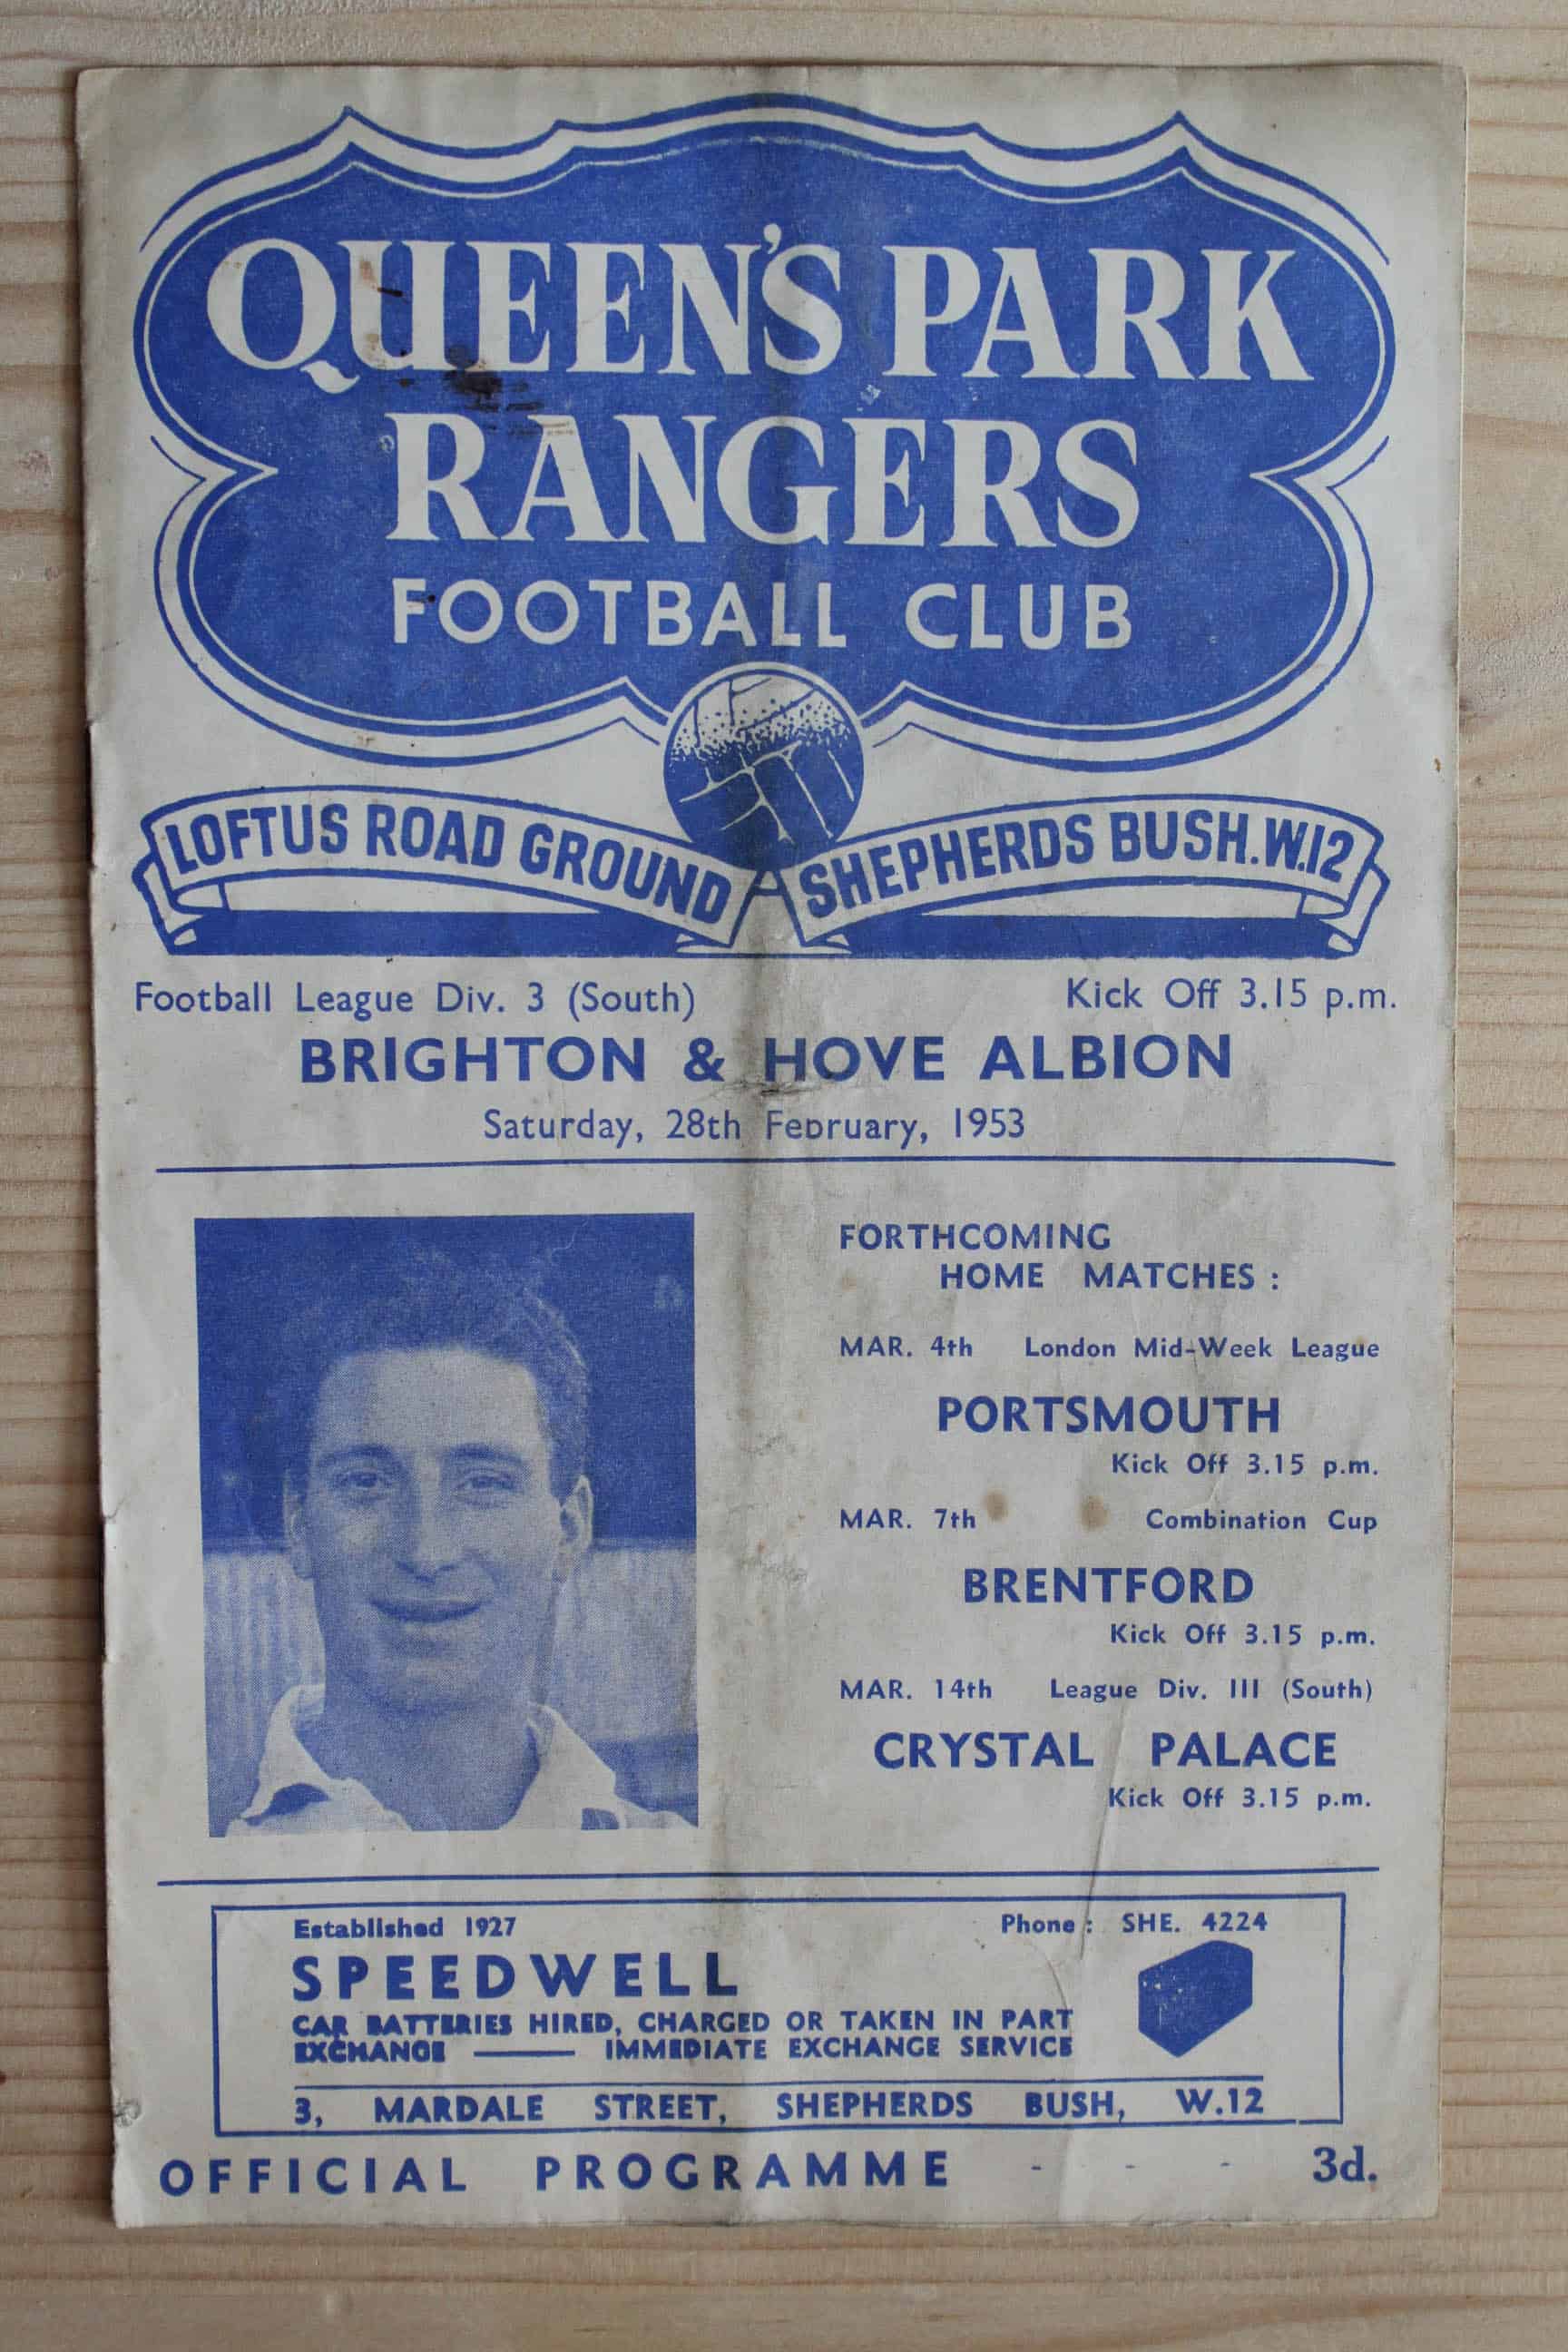 QUEEN'S PARK
RANGERS
FOOTBALL CLUB
LOFTUS ROAD GROUND
SHEPHERDS BUSH. W.12
Football League Div. 3 (South)
Kick Off 3.15 p.m.
BRIGHTON & HOVE ALBION
Saturday, 28th February, 1953
FORTHCOMING
HOME MATCHES :
MAR. 4th London Mid-Week League
PORTSMOUTH
Kick Off 3.15 p.m.
MAR. 7th Combination Cup
BRENTFORD
Kick Off 3.15 p.m.
MAR. 14th League Div. III (South)
CRYSTAL PALACE
Kick Off 3.15 p.m.
Established 1927
Phone : SHE. 4224
SPEEDWELL
CAR BATTERIES HIRED, CHARGED OR TAKEN IN PART
EXCHANGE —— IMMEDIATE EXCHANGE SERVICE
3, MARDALE STREET, SHEPHERDS BUSH, W.12
OFFICIAL PROGRAMME - - - 3d.